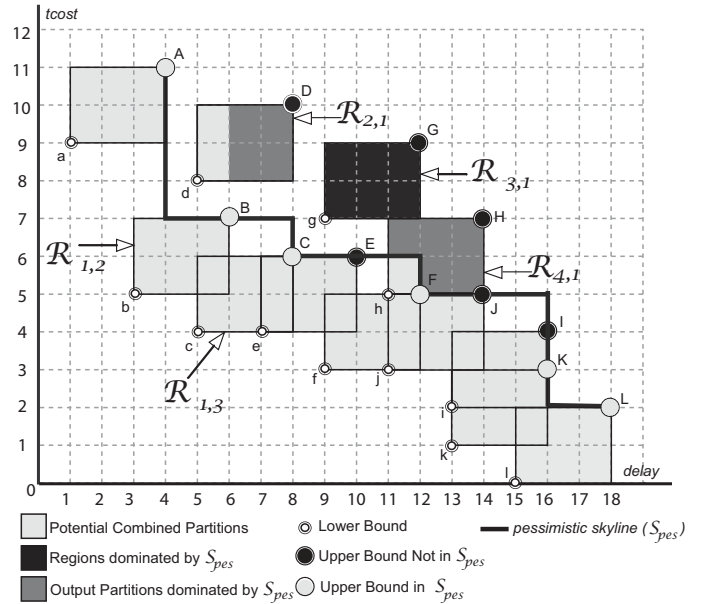 tcost
12
11
10
9
8
7
6
5
4
3
2
1
0
A
a
D
R2,1
d
G
R 3,1
g
B
H
R 1,2
C
E
R4,1
b
h
F
J
c
e
I
f
j
K
R 1,3
i
L
k
l
delay
1 2 3 4 5 6 7 8 9 10 11 12 13 14 15 16 17 18
Potential Combined Partitions
Lower Bound
pessimistic skyline (Spes)
Regions dominated by Spes
Upper Bound Not in Spes
Output Partitions dominated by Spes
Upper Bound in Spes